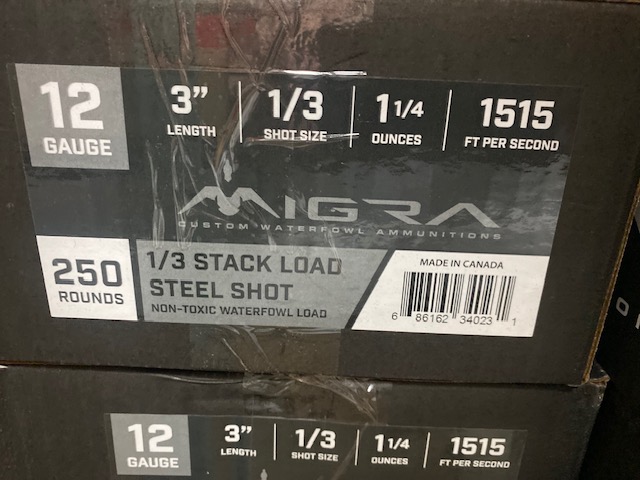 12
GAUGE
3”
LENGTH
1/3
SHOT SIZE
1 1/4
OUNCES
1515
FT PER SECOND
MIGRA
CUSTOM WATERFOWL AMMUNITIONS
250
ROUNDS
1/3 STACK LOAD
STEEL SHOT
NON-TOXIC WATERFOWL LOAD
MADE IN CANADA
6 86162 34023 1
12
GAUGE
3”
LENGTH
1/3
SHOT SIZE
1 1/4
OUNCES
1515
FT PER SECOND